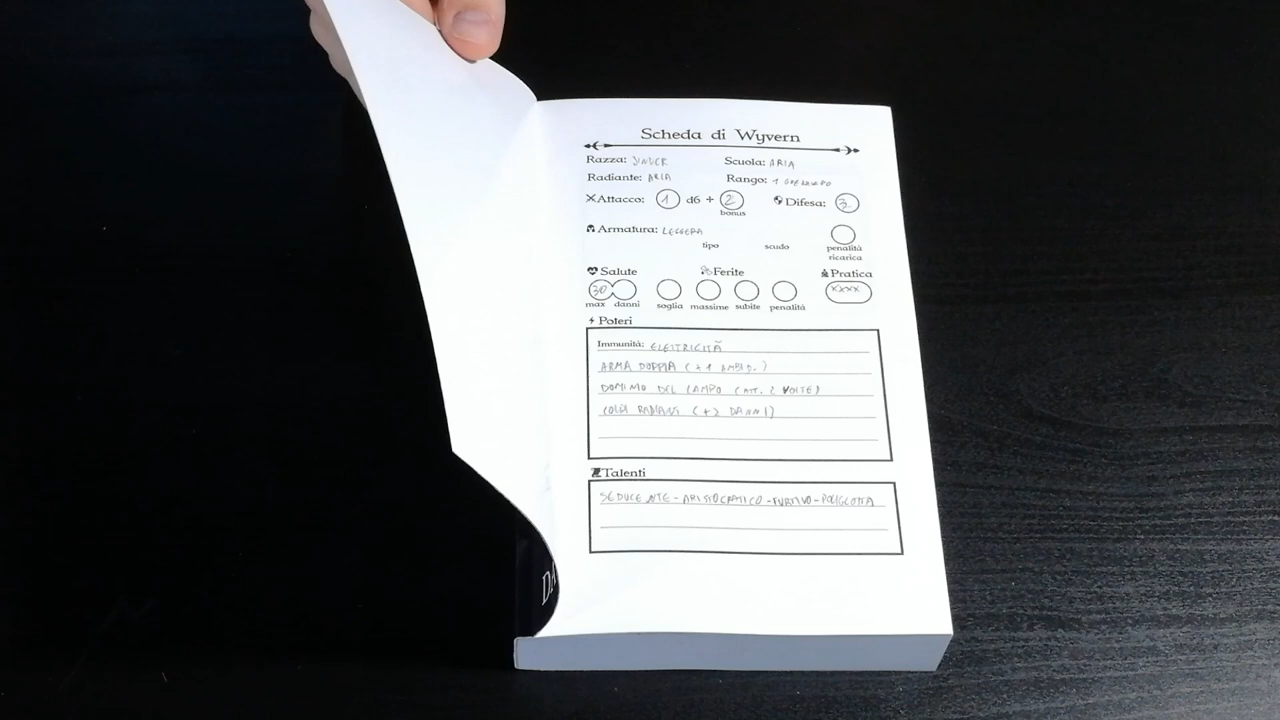 Scheda di Wyvern
Razza: JINDER Scuola: ARIA
Radiante: ARIA Rango: 1 GUERRIERO
Attacco: 1 d6 + 2 Difesa: 3
bonus
Armatura: LEGGERA
tipo scudo penalità
ricarica
Salute Ferite Pratica
30 XXXX
max danni soglia massime subite penalità
Poteri
Immunità: ELETTRICITÀ
ARMA DOPPIA (+1 AMBID.)
DOMINIO DEL CAMPO (ATT. 2 VOLTE)
COLPI RADIANTI (+2 DANNI)
Talenti
SEDUCENTE - ARISTOCRATICO - FURTIVO - POLIGLOTTA